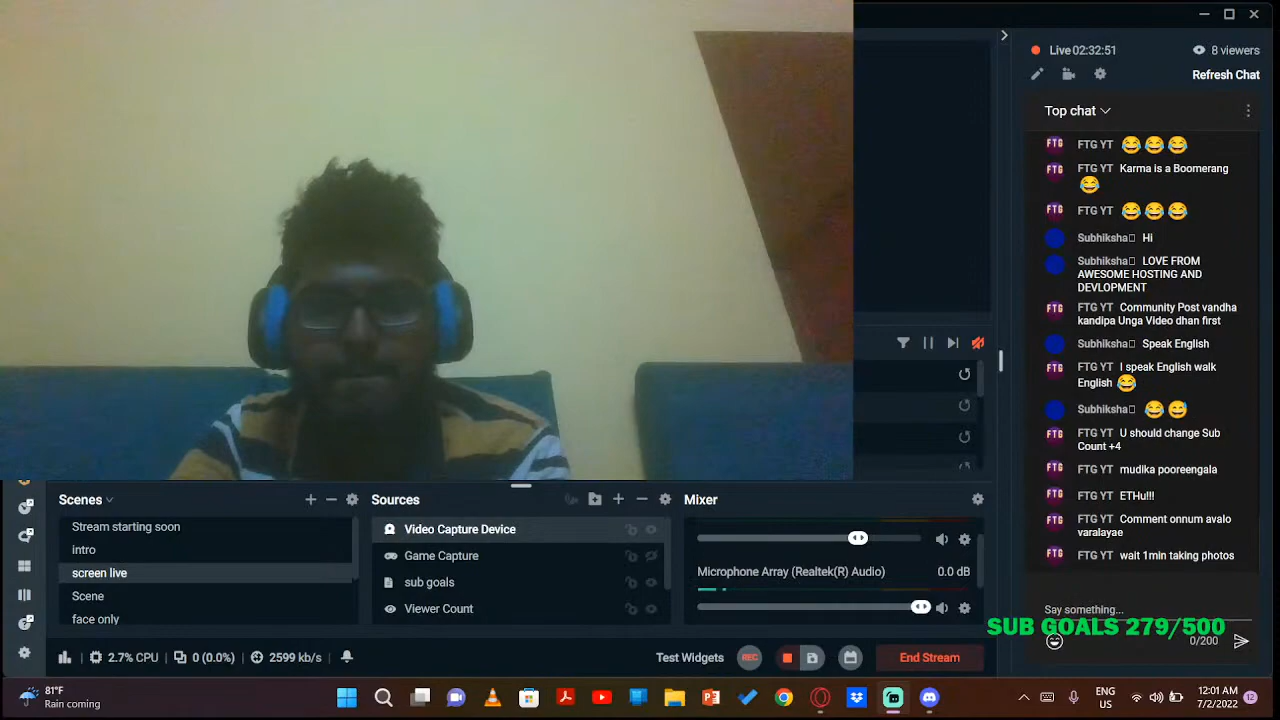 Live 02:32:51
8 viewers
Refresh Chat
Top chat
FTG YT 😂😂😂
FTG YT Karma is a Boomerang
😂
FTG YT 😂😂😂
Subhiksha Hi
Subhiksha LOVE FROM
AWESOME HOSTING AND
DEVLOPMENT
FTG YT Community Post vandha
kandipa Unga Video dhan first
Subhiksha Speak English
FTG YT I speak English walk
English 😂
Subhiksha 😂😅
FTG YT U should change Sub
Count +4
FTG YT mudika pooreengala
FTG YT ETHu!!!
FTG YT Comment onnum avalo
varalayae
FTG YT wait 1min taking photos
Say something...
SUB GOALS 279/500
0/200
Scenes
Stream starting soon
intro
screen live
Scene
face only
Sources
Video Capture Device
Game Capture
sub goals
Viewer Count
Mixer
Microphone Array (Realtek(R) Audio) 0.0 dB
2.7% CPU
0 (0.0%)
2599 kb/s
Test Widgets
REC
End Stream
81°F
Rain coming
ENG
US
12:01 AM
7/2/2022
12